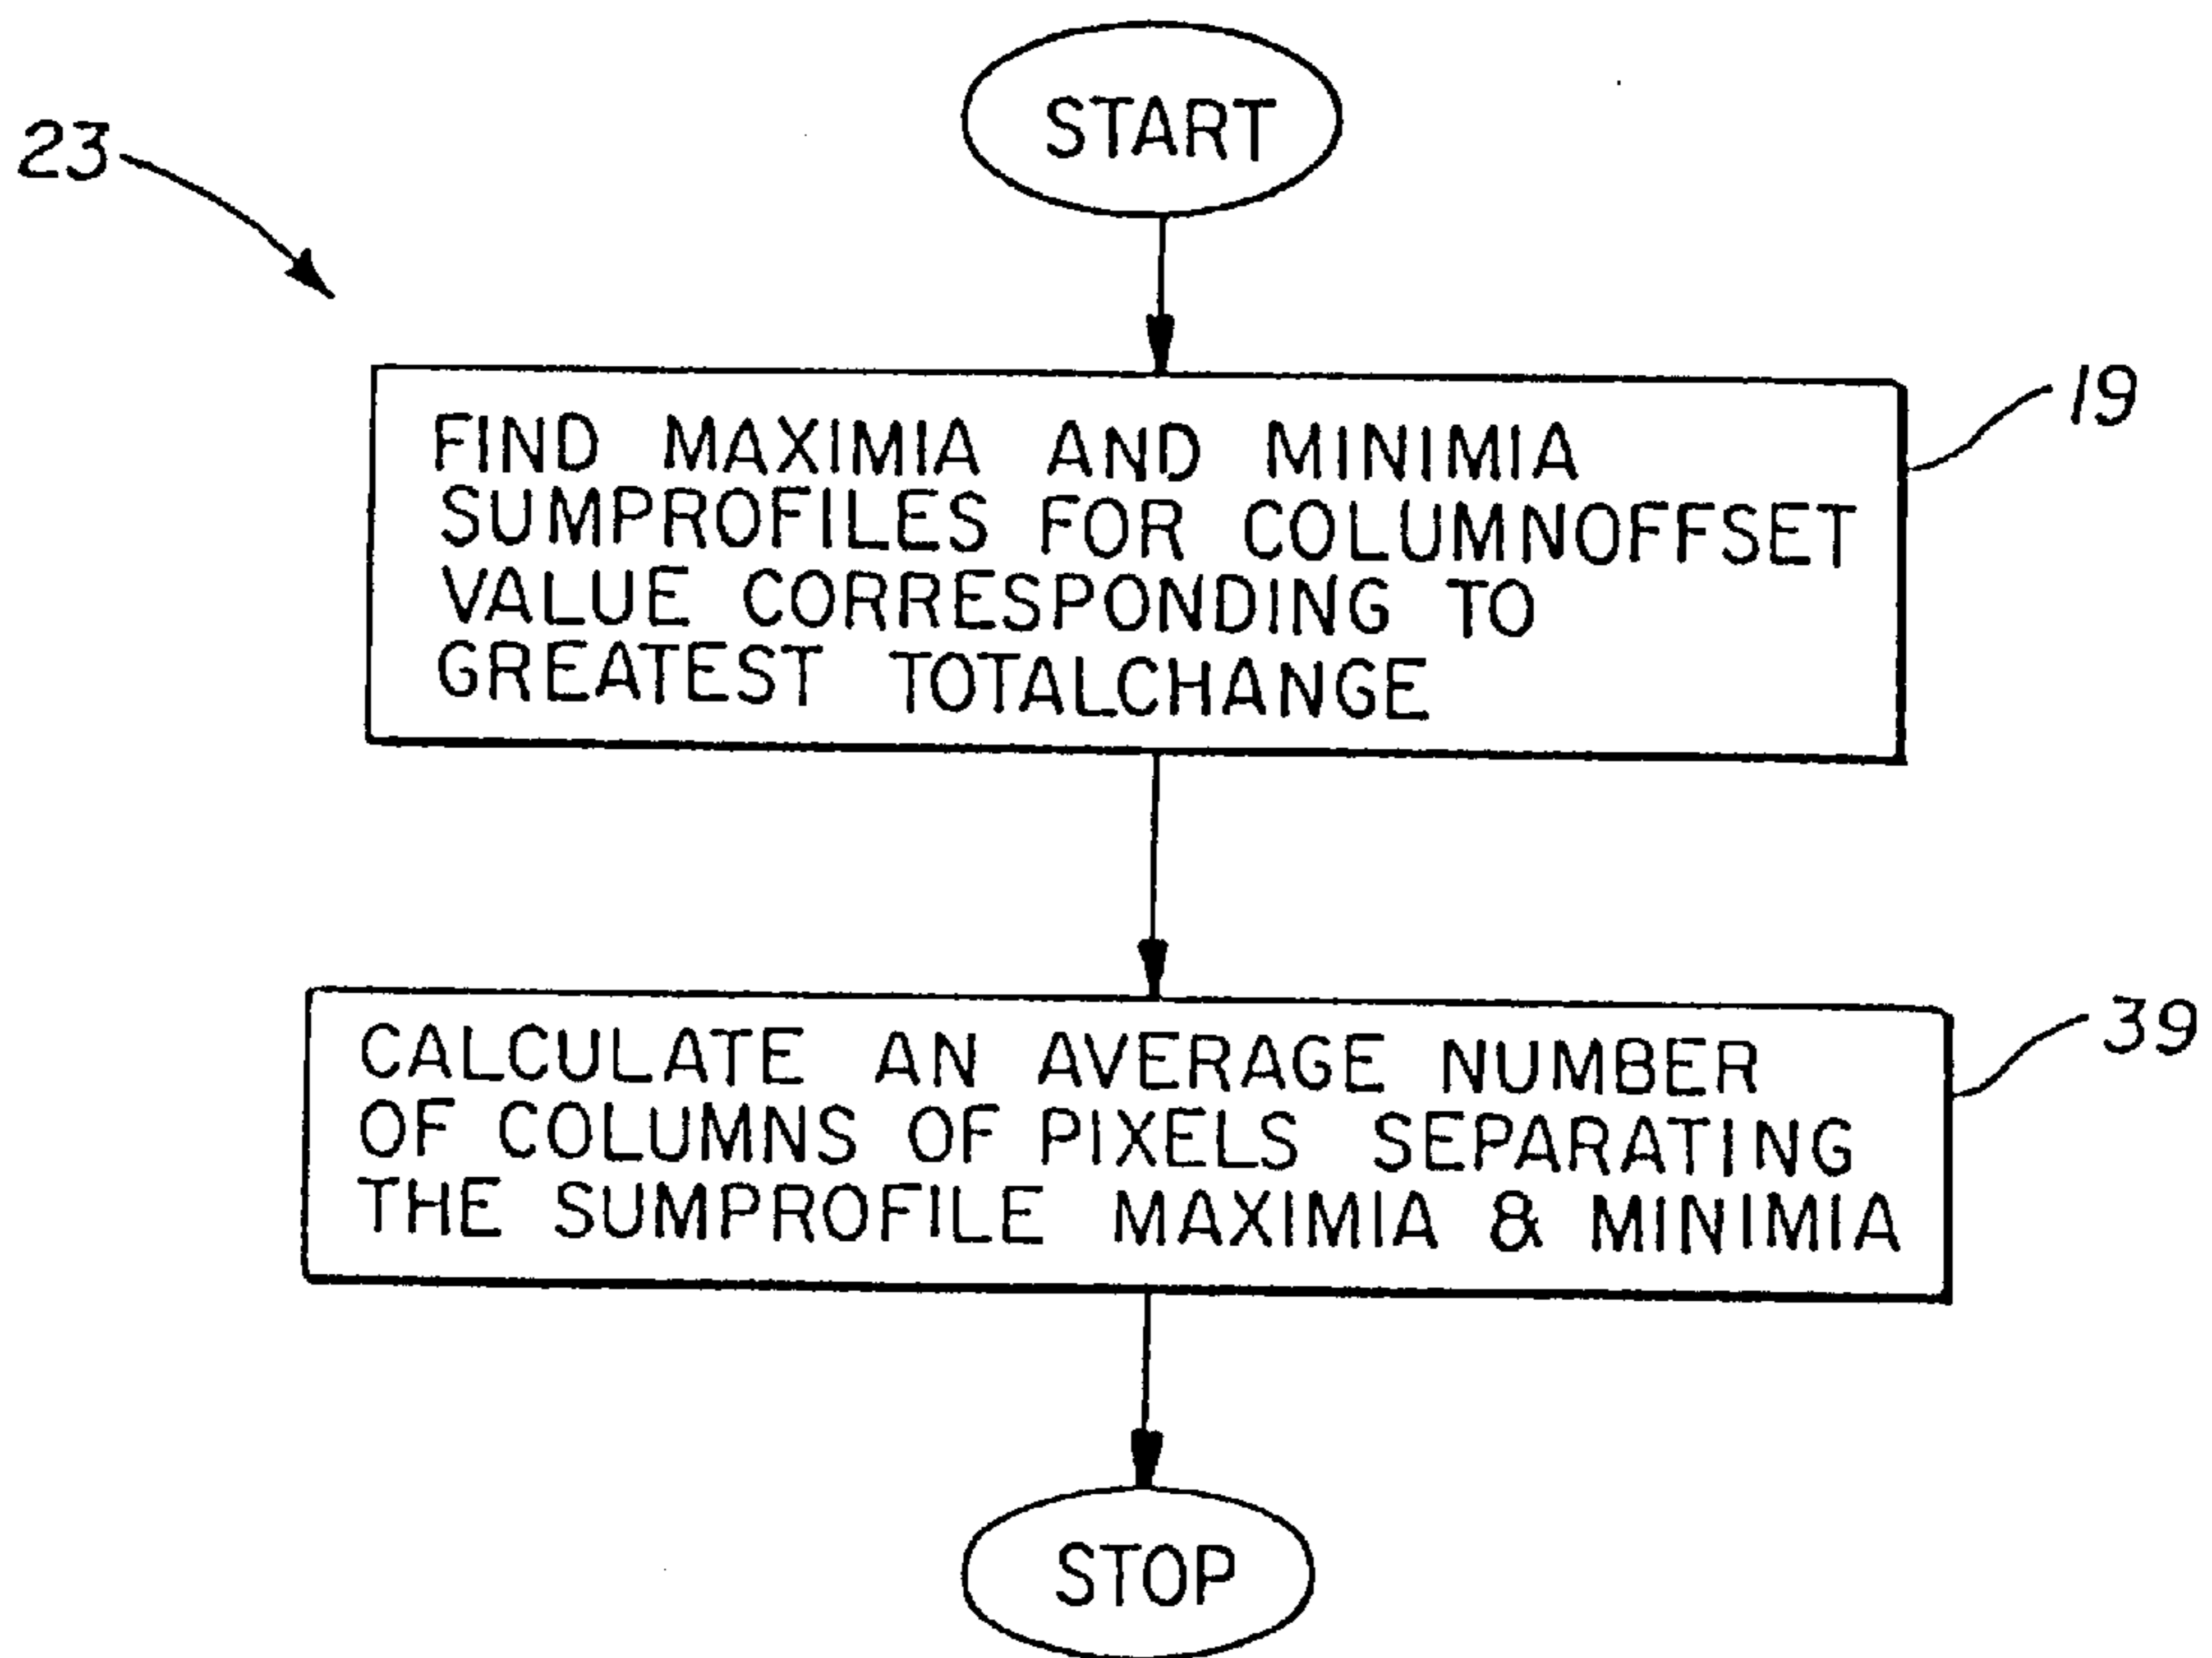 START
23
FIND MAXIMIA AND MINIMIA
SUMPROFILES FOR COLUMNOFFSET
VALUE CORRESPONDING TO
GREATEST TOTALCHANGE
19
CALCULATE AN AVERAGE NUMBER
OF COLUMNS OF PIXELS SEPARATING
THE SUMPROFILE MAXIMIA & MINIMIA
39
STOP